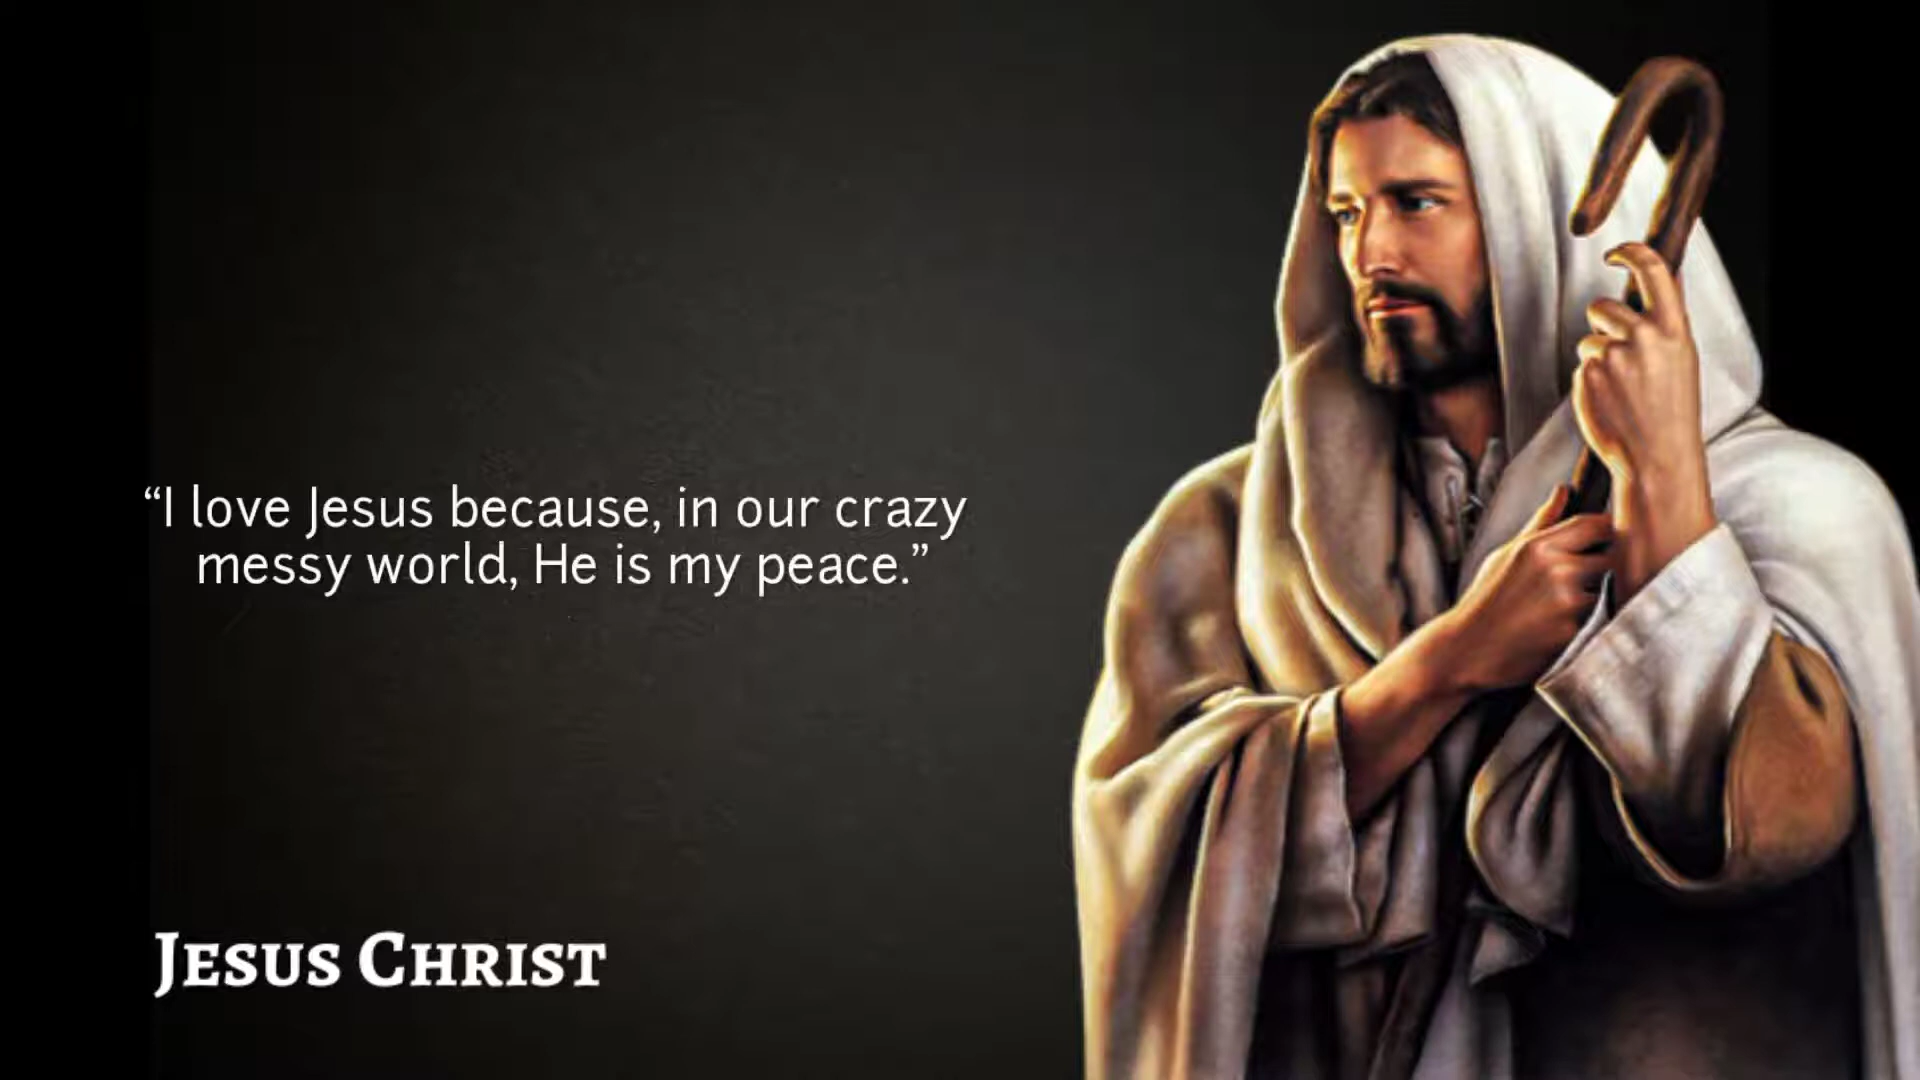 “I love Jesus because, in our crazy
messy world, He is my peace.”
Jesus Christ